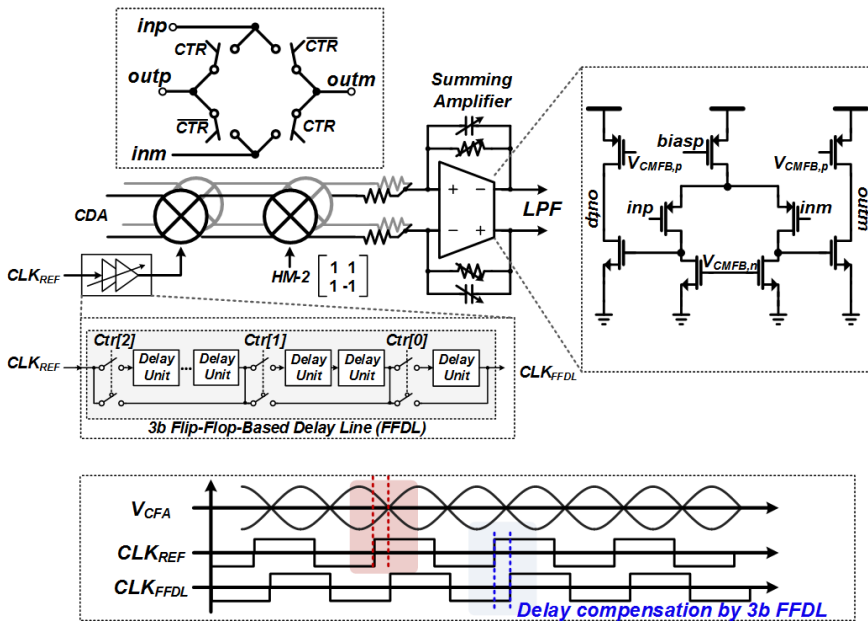 inp
CTR
CTR
outp
outm
CTR
CTR
inm
Summing
Amplifier
biasp
VCMFB,p
VCMFB,p
outp
outm
inp
inm
VCMFB,n
+ −
− +
LPF
CDA
CLKREF
HM-2
1 1
1 -1
CLKREF
Ctr[2]
Ctr[1]
Ctr[0]
Delay
Unit
...
Delay
Unit
Delay
Unit
Delay
Unit
Delay
Unit
CLKFFDL
3b Flip-Flop-Based Delay Line (FFDL)
VCFA
CLKREF
CLKFFDL
Delay compensation by 3b FFDL